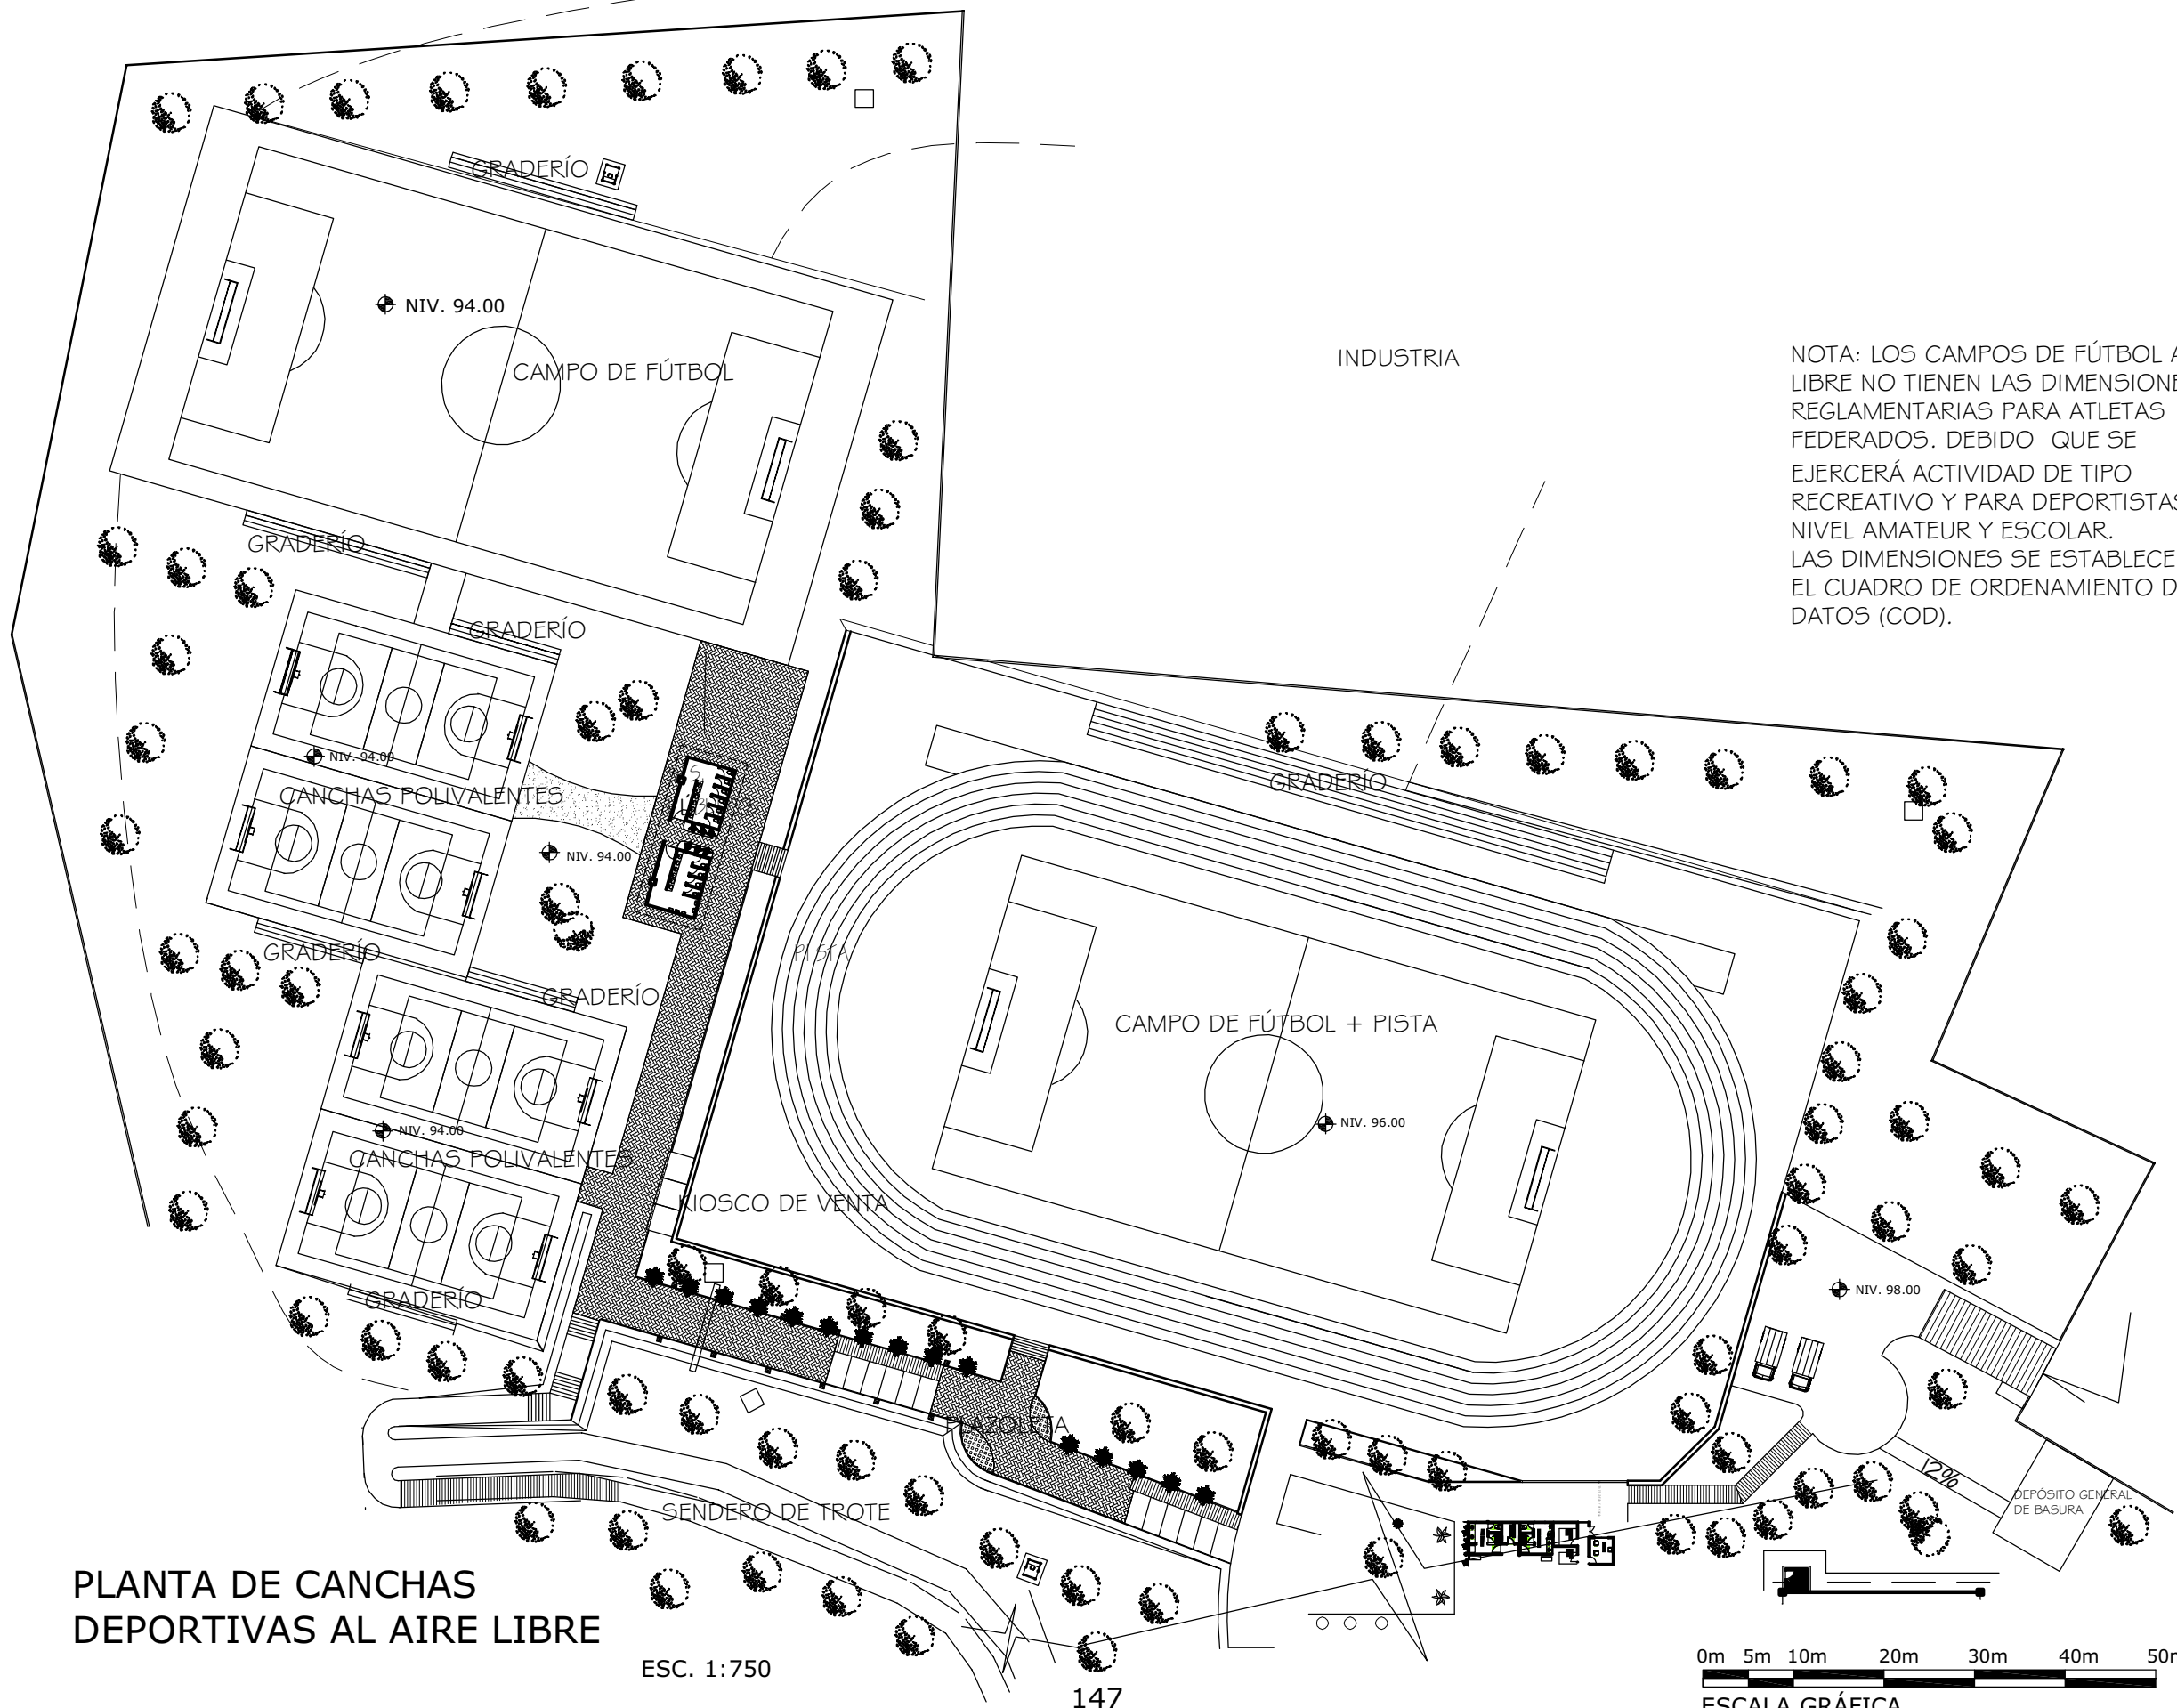 GRADERÍO
NIV. 94.00
CAMPO DE FÚTBOL
INDUSTRIA
NOTA: LOS CAMPOS DE FÚTBOL A
LIBRE NO TIENEN LAS DIMENSIONE
REGLAMENTARIAS PARA ATLETAS
FEDERADOS. DEBIDO QUE SE
EJERCERÁ ACTIVIDAD DE TIPO
RECREATIVO Y PARA DEPORTISTAS
NIVEL AMATEUR Y ESCOLAR.
LAS DIMENSIONES SE ESTABLECE
EL CUADRO DE ORDENAMIENTO D
DATOS (COD).
GRADERÍO
GRADERÍO
NIV. 94.00
CANCHAS POLIVALENTES
GRADERÍO
NIV. 94.00
GRADERÍO
PISTA
GRADERÍO
CAMPO DE FÚTBOL + PISTA
NIV. 96.00
NIV. 94.00
CANCHAS POLIVALENTES
KIOSCO DE VENTA
GRADERÍO
NIV. 98.00
PLAZOLETA
12%
DEPÓSITO GENERAL
DE BASURA
SENDERO DE TROTE
PLANTA DE CANCHAS
DEPORTIVAS AL AIRE LIBRE
ESC. 1:750
147
0m 5m 10m 20m 30m 40m 50m
ESCALA GRÁFICA